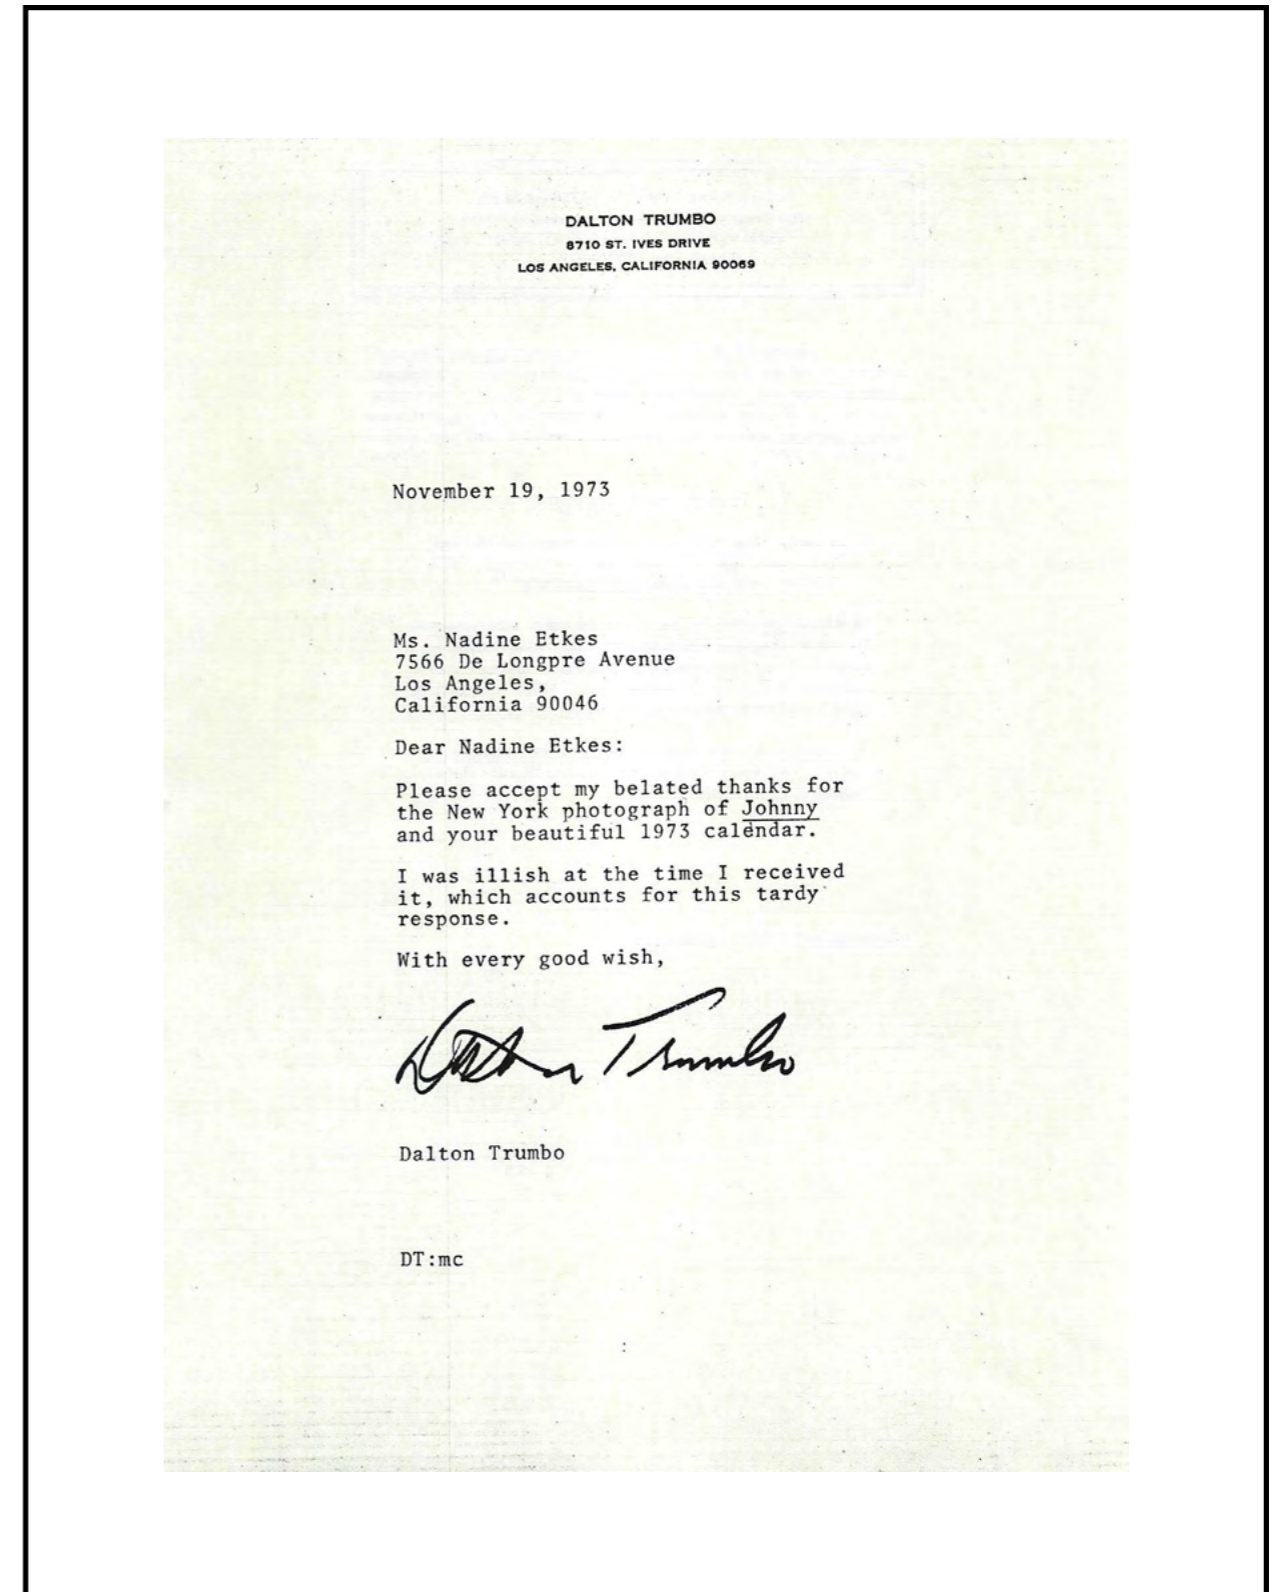 DALTON TRUMBO
8710 ST. IVES DRIVE
LOS ANGELES, CALIFORNIA 90069
November 19, 1973
Ms. Nadine Etkes
7566 De Longpre Avenue
Los Angeles,
California 90046
Dear Nadine Etkes:
Please accept my belated thanks for
the New York photograph of Johnny
and your beautiful 1973 calendar.
I was illish at the time I received
it, which accounts for this tardy
response.
With every good wish,
Dalton Trumbo
Dalton Trumbo
DT:mc